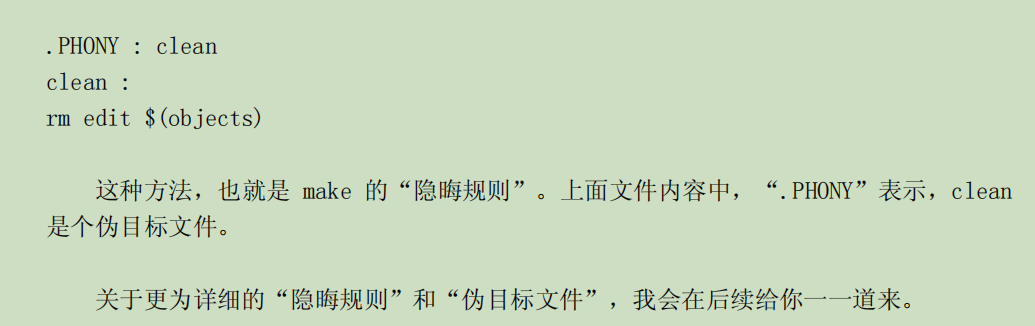 .PHONY : clean
clean :
rm edit $(objects)
这种方法，也就是 make 的“隐晦规则”。上面文件内容中，“.PHONY”表示，clean
是个伪目标文件。
关于更为详细的“隐晦规则”和“伪目标文件”，我会在后续给你一一道来。